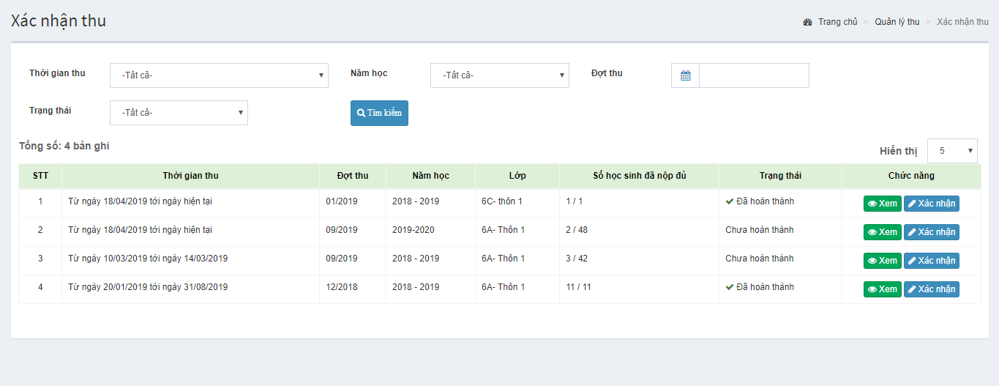 Xác nhận thu
Trang chủ > Quản lý thu > Xác nhận thu
Thời gian thu -Tất cả- Năm học -Tất cả- Đợt thu
Trạng thái -Tất cả- Tìm kiếm
Tổng số: 4 bản ghi
Hiển thị 5
STT Thời gian thu Đợt thu Năm học Lớp Số học sinh đã nộp đủ Trạng thái Chức năng
1 Từ ngày 18/04/2019 tới ngày hiện tại 01/2019 2018 - 2019 6C- thôn 1 1 / 1 Đã hoàn thành Xem Xác nhận
2 Từ ngày 18/04/2019 tới ngày hiện tại 09/2019 2019-2020 6A- Thôn 1 2 / 48 Chưa hoàn thành Xem Xác nhận
3 Từ ngày 10/03/2019 tới ngày 14/03/2019 09/2019 2018 - 2019 6A- Thôn 1 3 / 42 Chưa hoàn thành Xem Xác nhận
4 Từ ngày 20/01/2019 tới ngày 31/08/2019 12/2018 2018 - 2019 6A- Thôn 1 11 / 11 Đã hoàn thành Xem Xác nhận